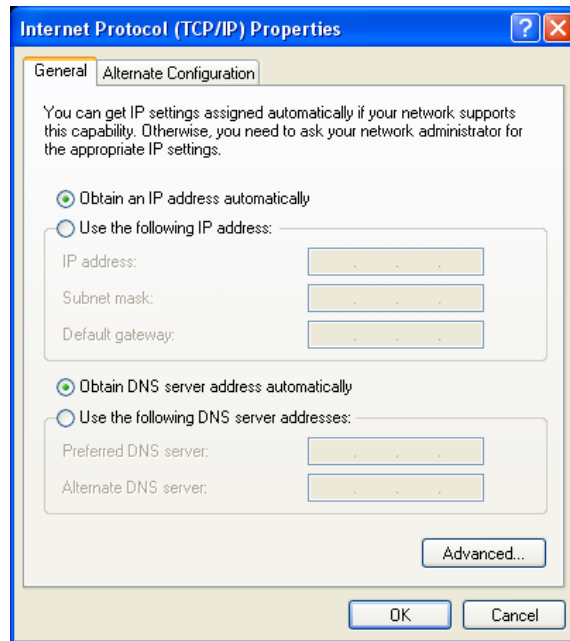 Internet Protocol (TCP/IP) Properties
General
Alternate Configuration
You can get IP settings assigned automatically if your network supports
this capability. Otherwise, you need to ask your network administrator for
the appropriate IP settings.
Obtain an IP address automatically
Use the following IP address:
IP address:
Subnet mask:
Default gateway:
Obtain DNS server address automatically
Use the following DNS server addresses:
Preferred DNS server:
Alternate DNS server:
Advanced...
OK
Cancel